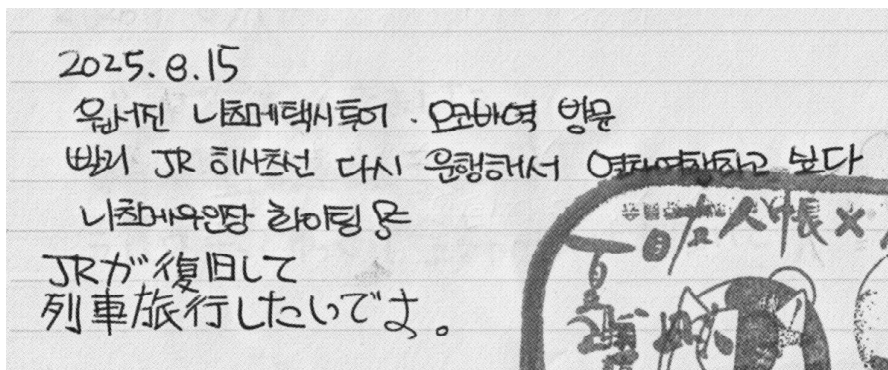 2025.8.15
나츠메택시투어 . 오코바역 방문
빨리 JR 히사츠선 다시 운행해서 열차여행하고 싶다
나츠메우인장 화이팅
JRが復旧して
列車旅行したいです。